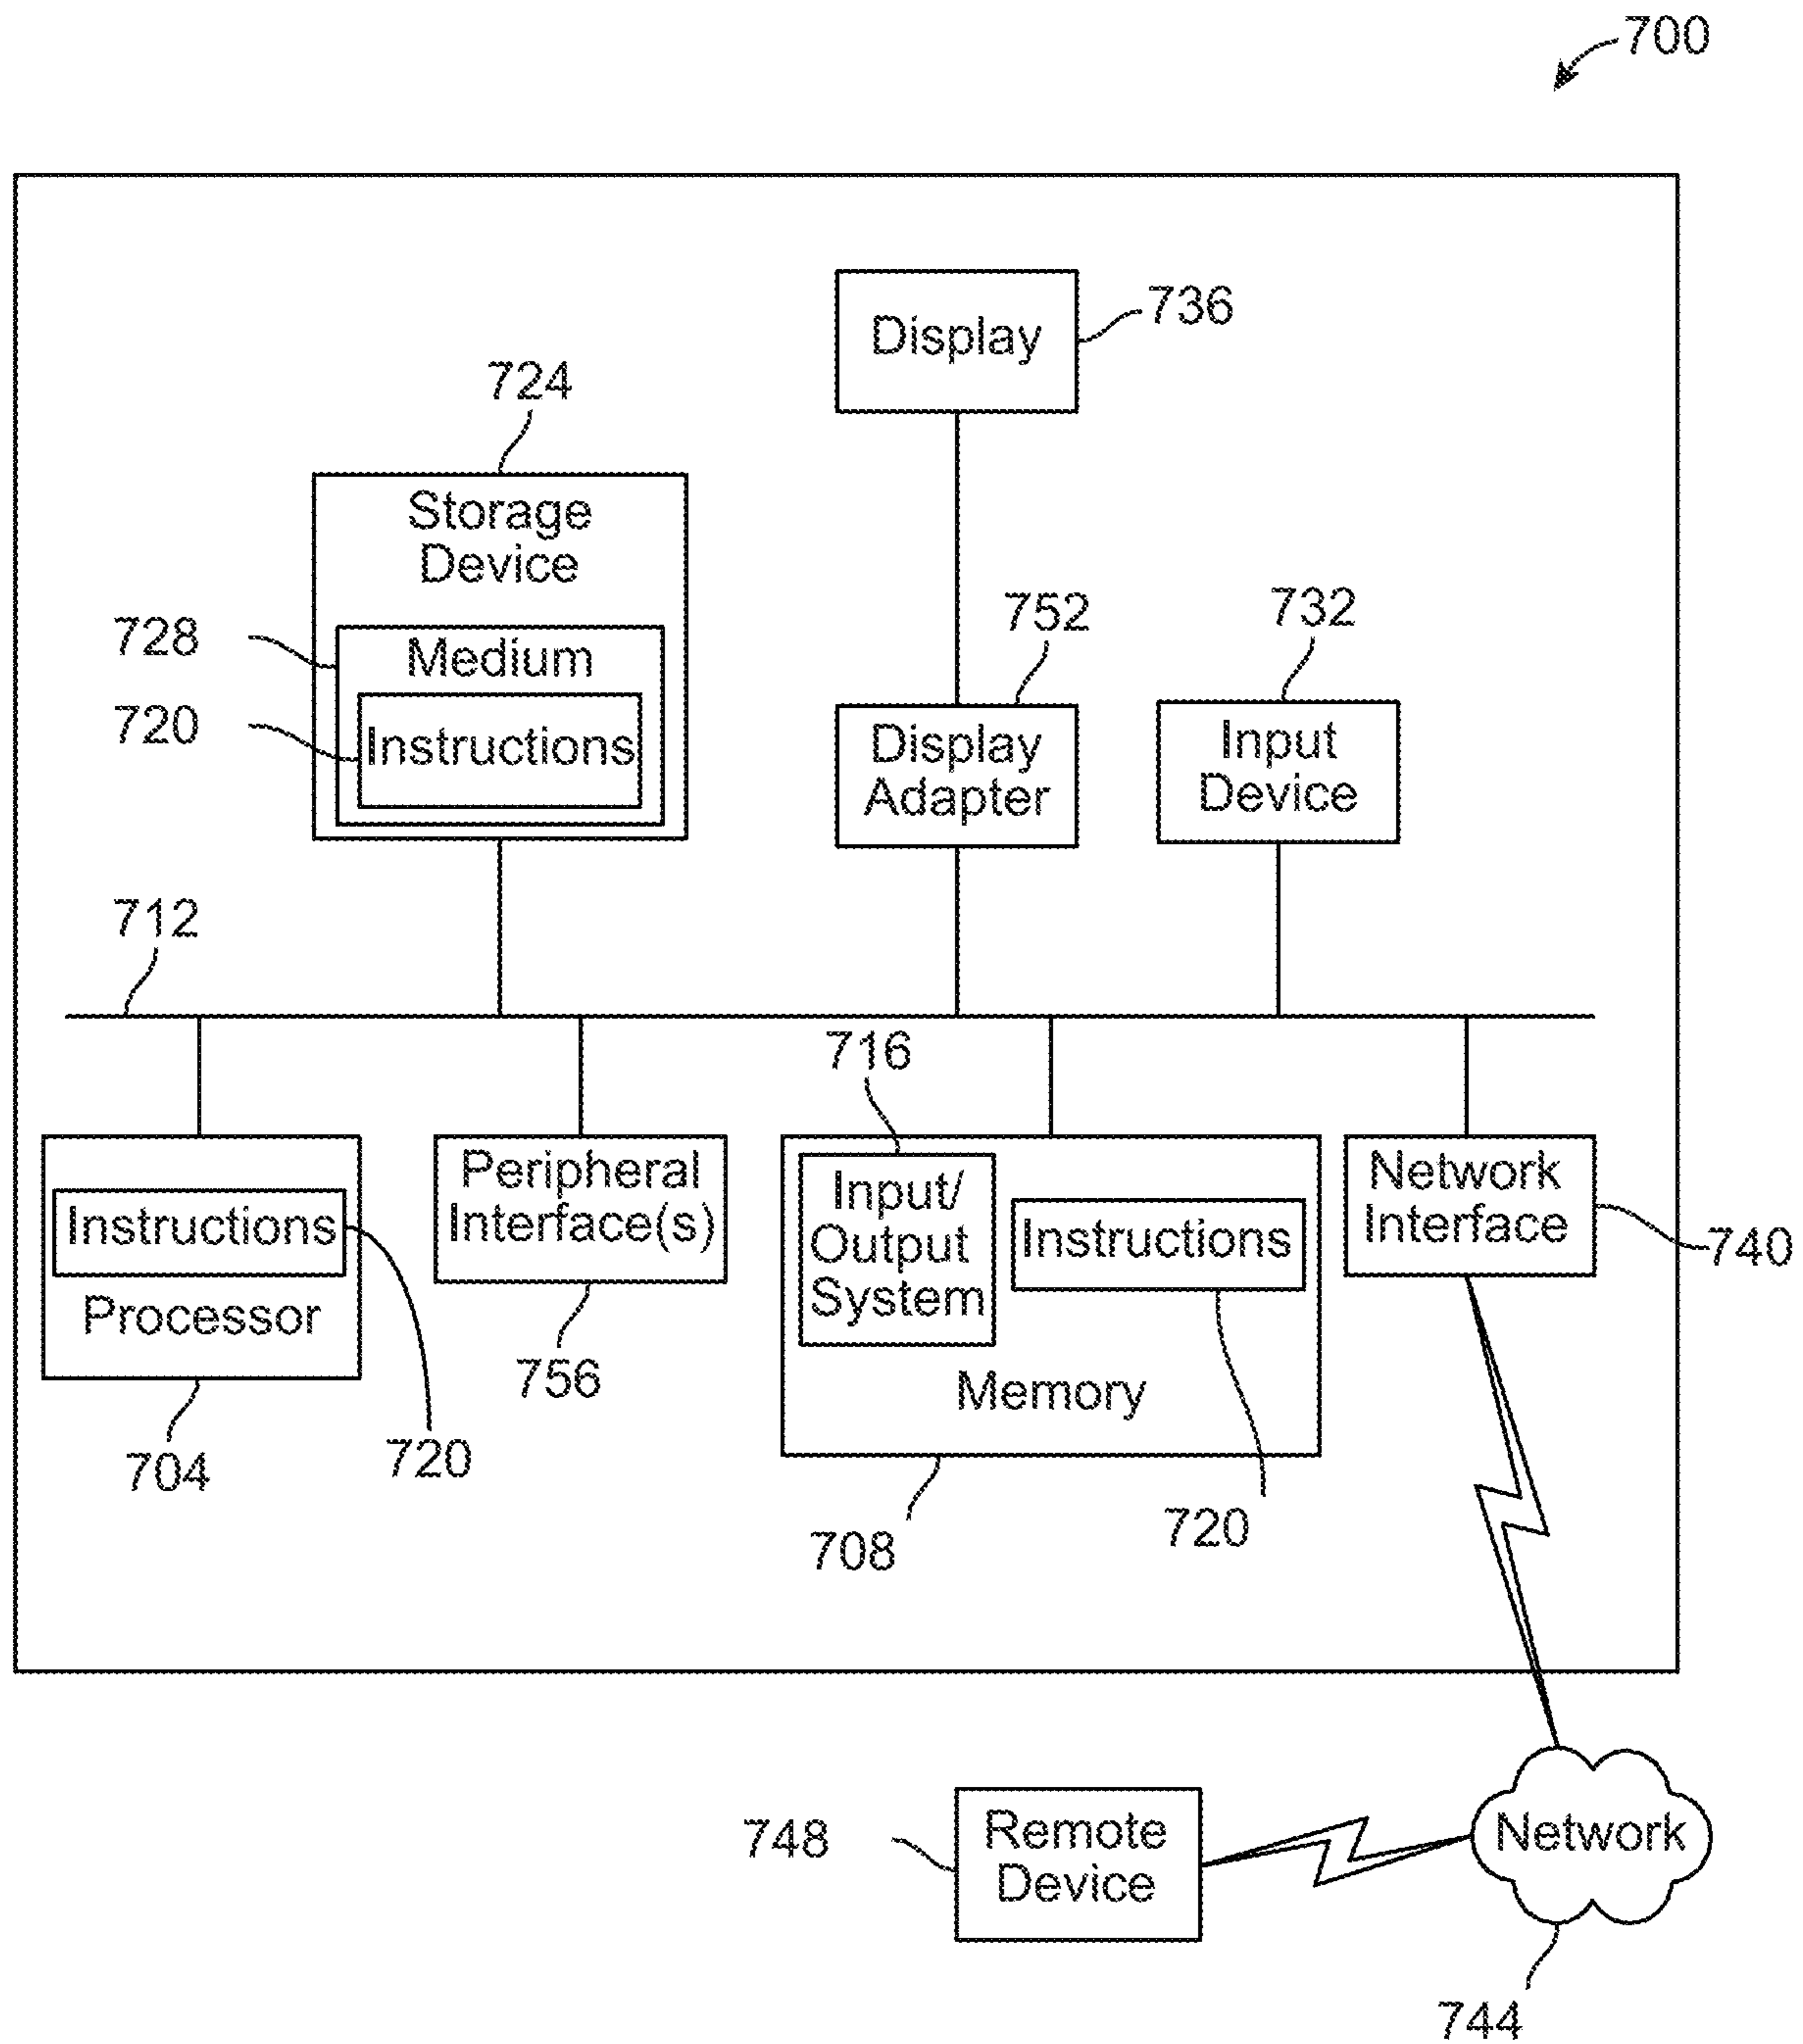 700
Display
736
724
Storage
Device
728
Medium
720
Instructions
752
Display
Adapter
732
Input
Device
712
716
Instructions
Processor
704
720
Peripheral
Interface(s)
756
Input/
Output
System
Instructions
Memory
708
720
Network
Interface
740
748
Remote
Device
Network
744